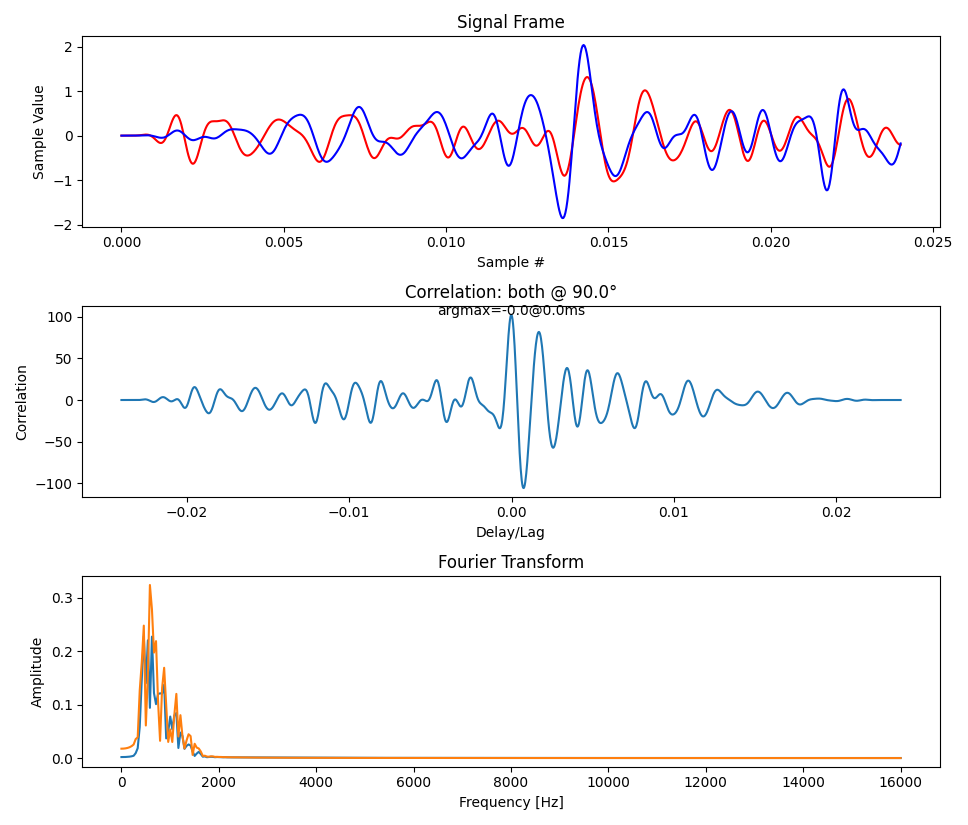 Signal Frame
2
1
0
−1
−2
Sample Value
0.000 0.005 0.010 0.015 0.020 0.025
Sample #
Correlation: both @ 90.0°
argmax=-0.0@0.0ms
100
50
0
−50
−100
Correlation
−0.02 −0.01 0.00 0.01 0.02
Delay/Lag
Fourier Transform
0.3
0.2
0.1
0.0
Amplitude
0 2000 4000 6000 8000 10000 12000 14000 16000
Frequency [Hz]